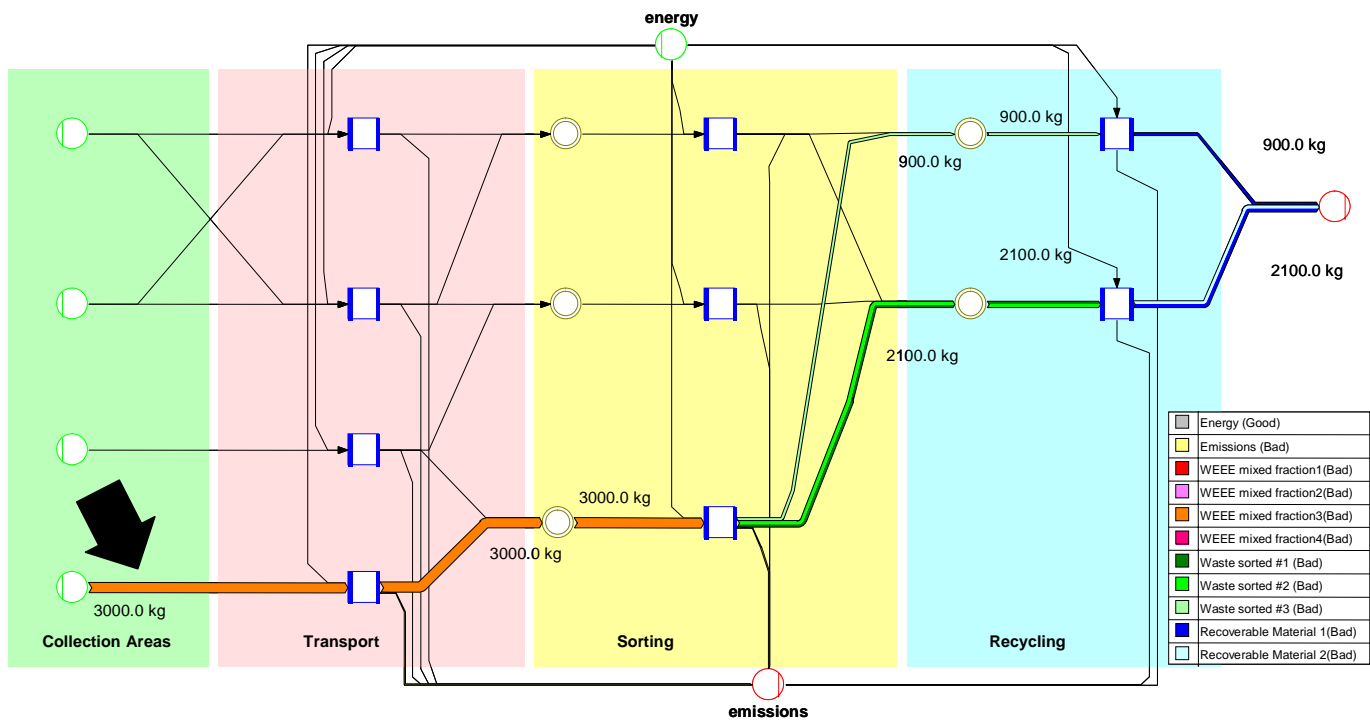 energy
900.0 kg
900.0 kg
900.0 kg
2100.0 kg
2100.0 kg
2100.0 kg
3000.0 kg
3000.0 kg
3000.0 kg
Collection Areas
Transport
Sorting
Recycling
emissions
Energy (Good)
Emissions (Bad)
WEEE mixed fraction1(Bad)
WEEE mixed fraction2(Bad)
WEEE mixed fraction3(Bad)
WEEE mixed fraction4(Bad)
Waste sorted #1 (Bad)
Waste sorted #2 (Bad)
Waste sorted #3 (Bad)
Recoverable Material 1(Bad)
Recoverable Material 2(Bad)